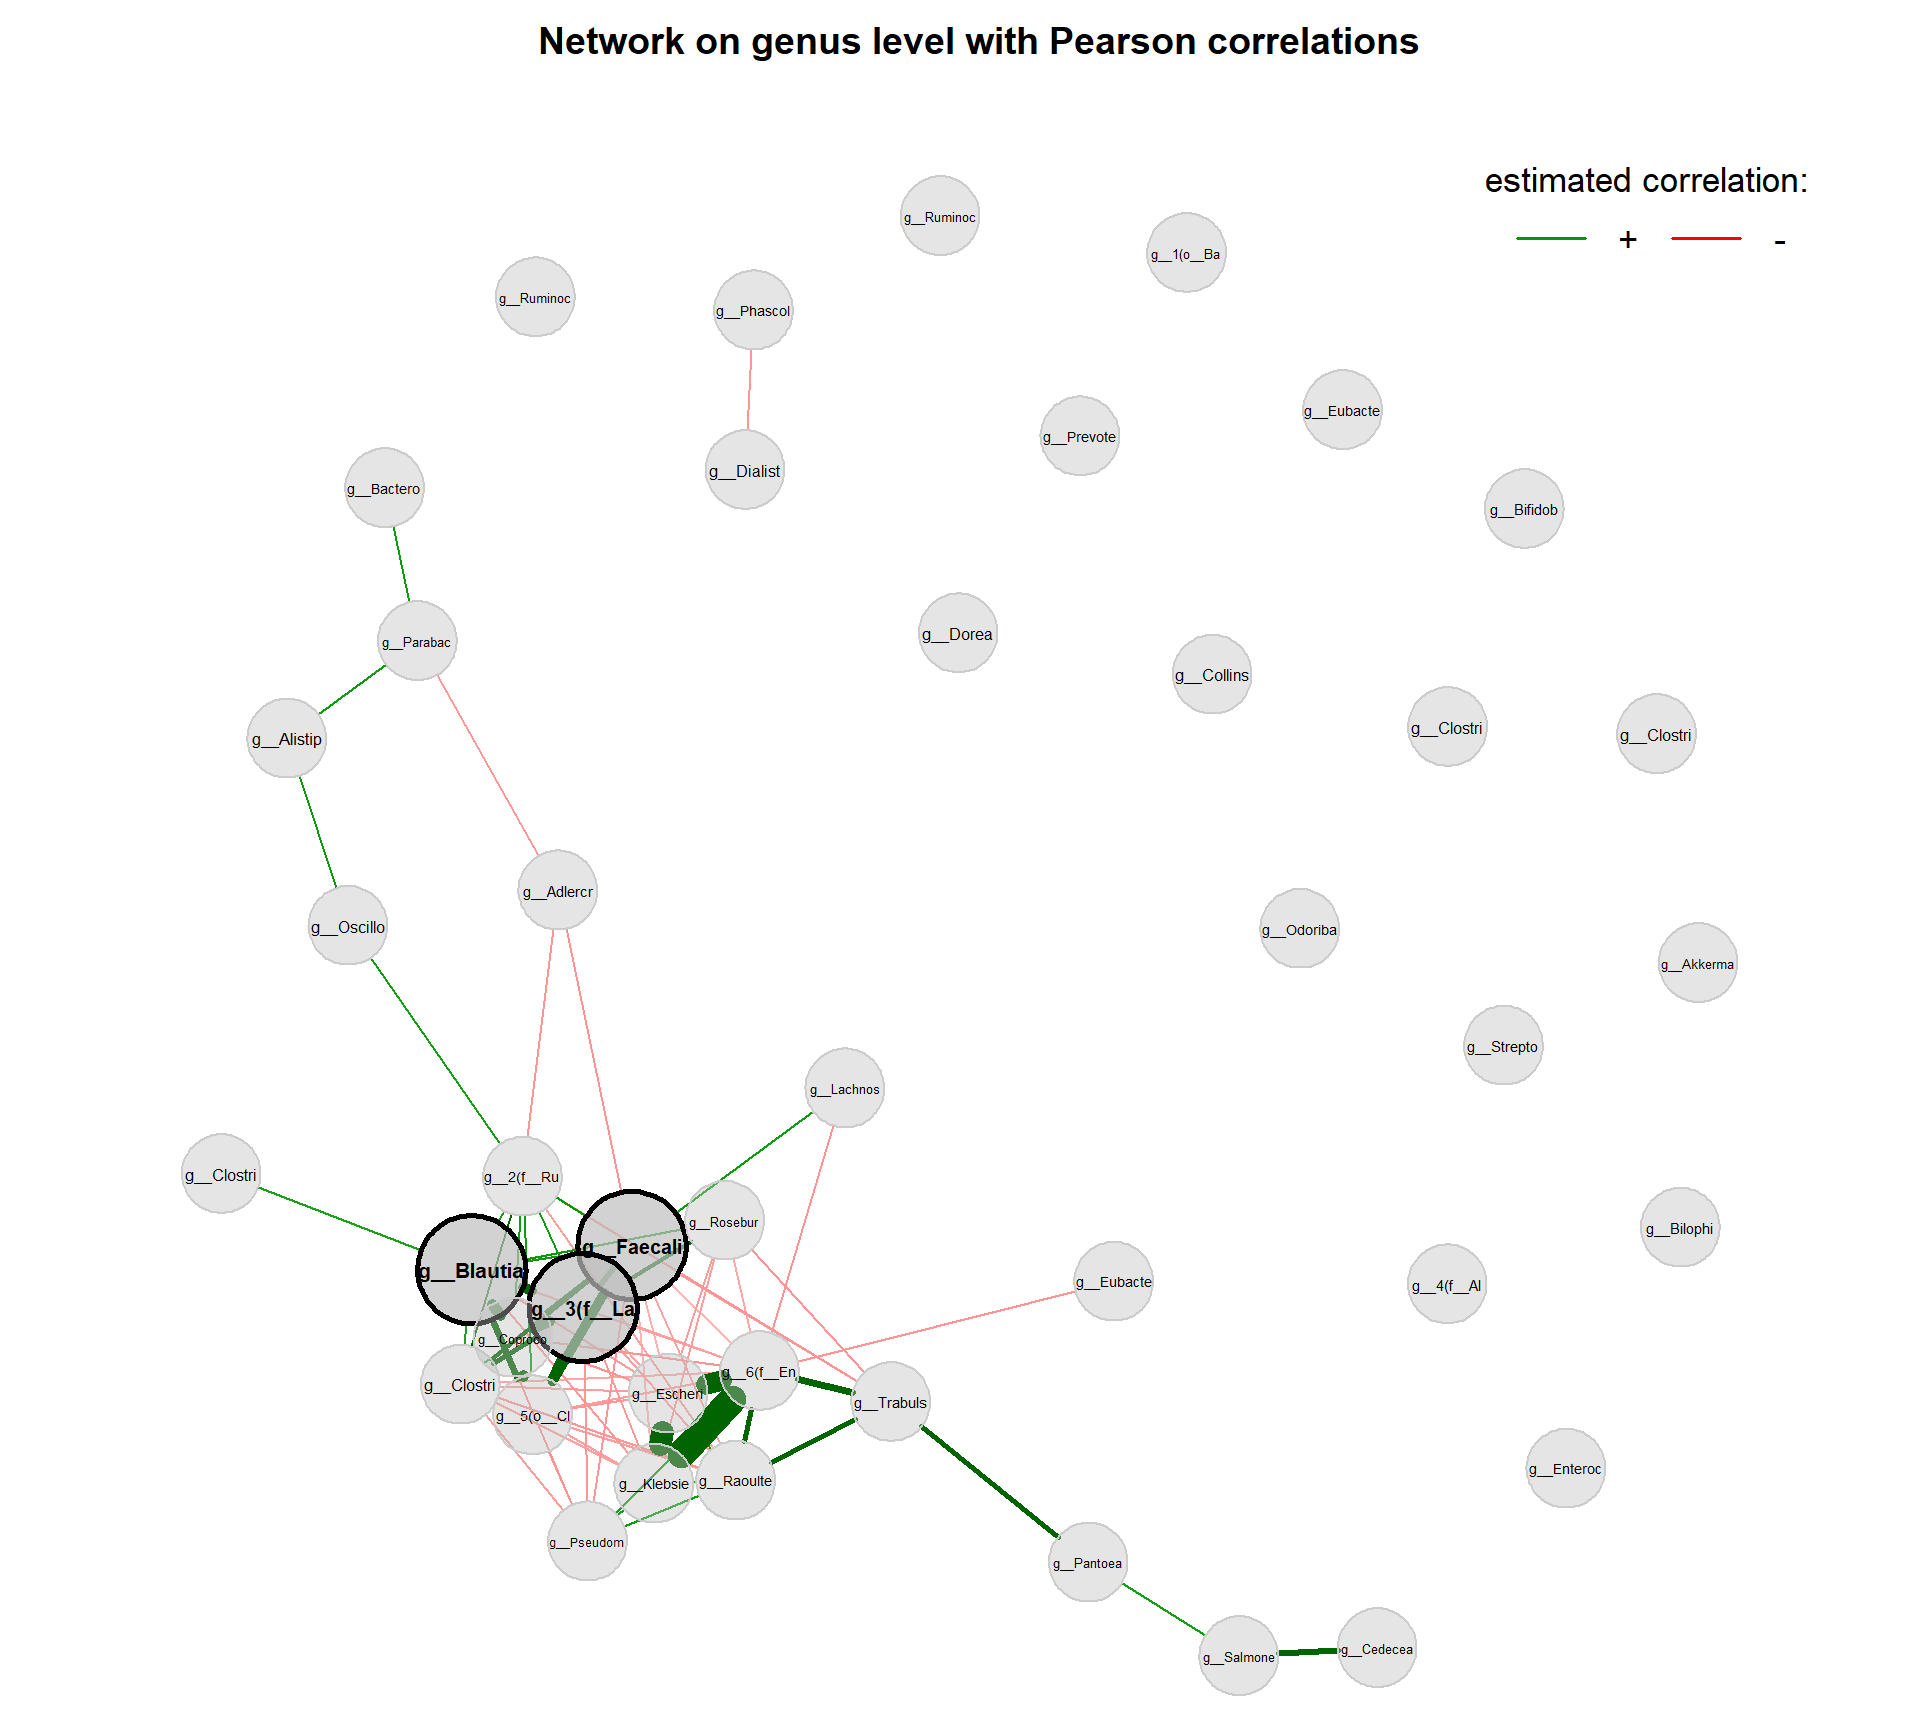 Network on genus level with Pearson correlations
estimated correlation:
+
-
g__Ruminoc
g__1(o__Ba
g__Ruminoc
g__Phascol
g__Eubacte
g__Prevote
g__Dialist
g__Bactero
g__Bifidob
g__Dorea
g__Parabac
g__Collins
g__Clostri
g__Clostri
g__Alistip
g__Adlercr
g__Oscillo
g__Odoriba
g__Akkerma
g__Strepto
g__Lachnos
g__Clostri
g__2(f__Ru
g__Rosebur
g__Bilophi
g__Faecali
g__Blautia
g__Eubacte
g__4(f__Al
g__3(f__La
g__Coproco
g__6(f__En
g__Clostri
g__Escheri
g__Trabuls
g__5(o__Cl
g__Enteroc
g__Klebsie
g__Raoulte
g__Pseudom
g__Pantoea
g__Salmone
g__Cedecea